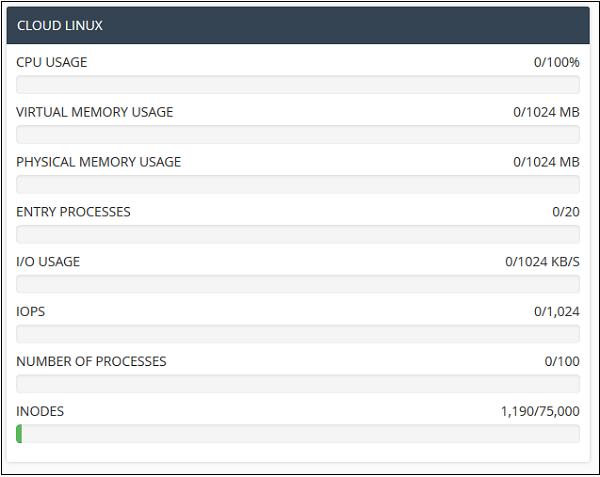 CLOUD LINUX
CPU USAGE 0/100%
VIRTUAL MEMORY USAGE 0/1024 MB
PHYSICAL MEMORY USAGE 0/1024 MB
ENTRY PROCESSES 0/20
I/O USAGE 0/1024 KB/S
IOPS 0/1,024
NUMBER OF PROCESSES 0/100
INODES 1,190/75,000